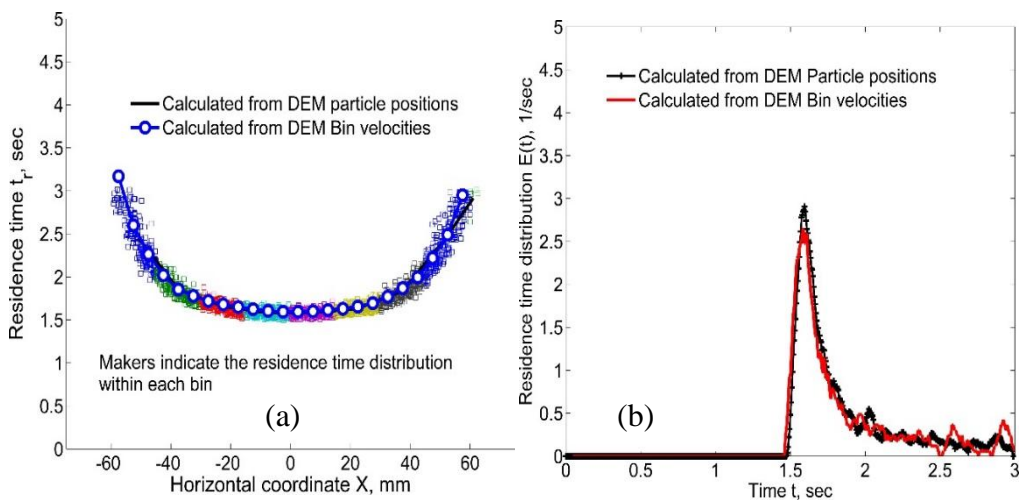 5
4.5
4
3.5
3
2.5
2
1.5
1
0.5
0
Residence time tr, sec
Calculated from DEM particle positions
Calculated from DEM Bin velocities
Makers indicate the residence time distribution
within each bin
(a)
-60 -40 -20 0 20 40 60
Horizontal coordinate X, mm
5
4.5
4
3.5
3
2.5
2
1.5
1
0.5
0
Residence time distribution E(t), 1/sec
Calculated from DEM Particle positions
Calculated from DEM Bin velocities
(b)
0 0.5 1 1.5 2 2.5 3
Time t, sec